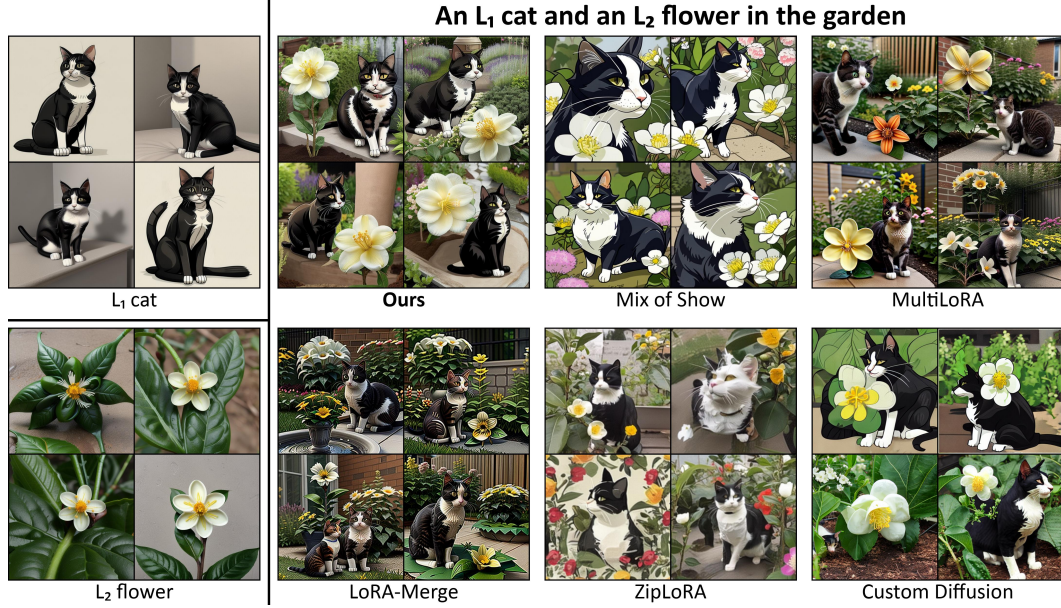 An L₁ cat and an L₂ flower in the garden
L₁ cat
Ours
Mix of Show
MultiLoRA
L₂ flower
LoRA-Merge
ZipLoRA
Custom Diffusion